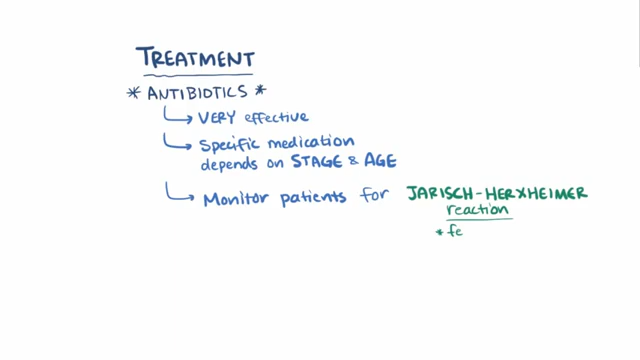 TREATMENT
* ANTIBIOTICS *
VERY effective
Specific medication
depends on STAGE & AGE
Monitor patients for JARISCH-HERXHEIMER
reaction
* fe